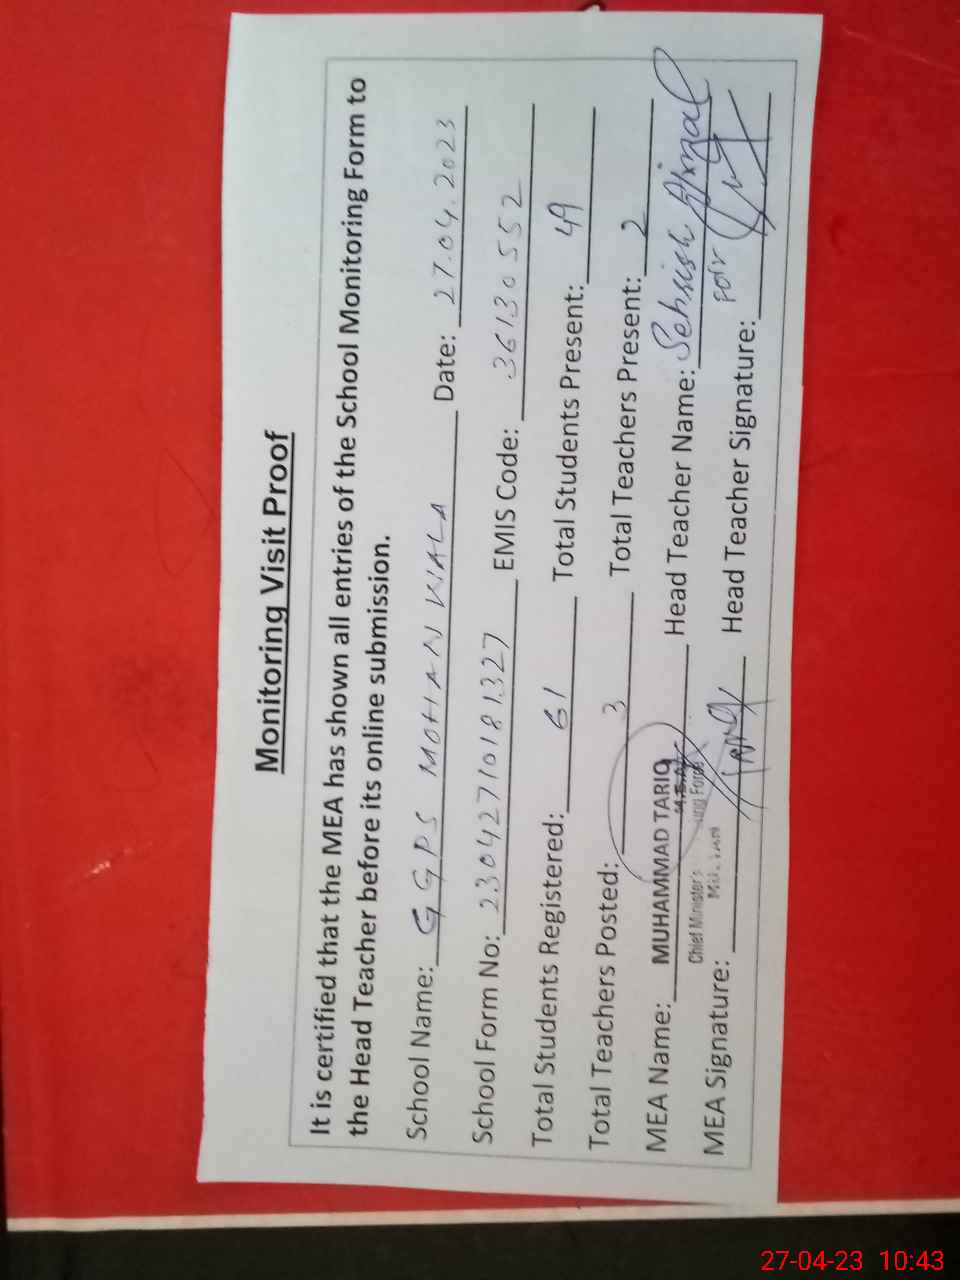 Monitoring Visit Proof
It is certified that the MEA has shown all entries of the School Monitoring Form to
the Head Teacher before its online submission.
School Name: GGPS MOHAN WALA Date: 27.04.2023
School Form No: 23042710181327 EMIS Code: 36130552
Total Students Registered: 61 Total Students Present: 49
Total Teachers Posted: 3 Total Teachers Present: 2
MEA Name: MUHAMMAD TARIQ Head Teacher Name: Sehrish Afzaal
M.E.A
Chief Minister's
MEA Signature: Head Teacher Signature: For
27-04-23 10:43